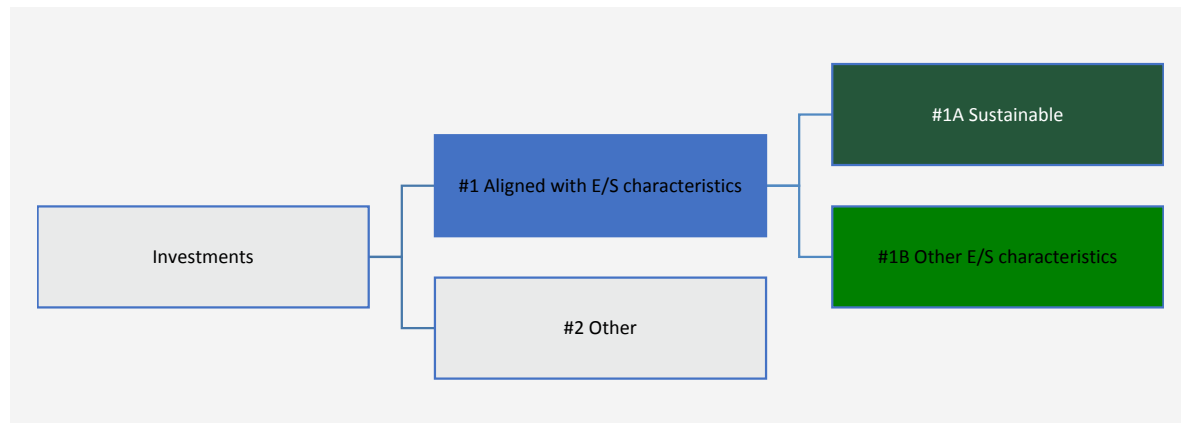 #1A Sustainable
#1 Aligned with E/S characteristics
Investments
#1B Other E/S characteristics
#2 Other